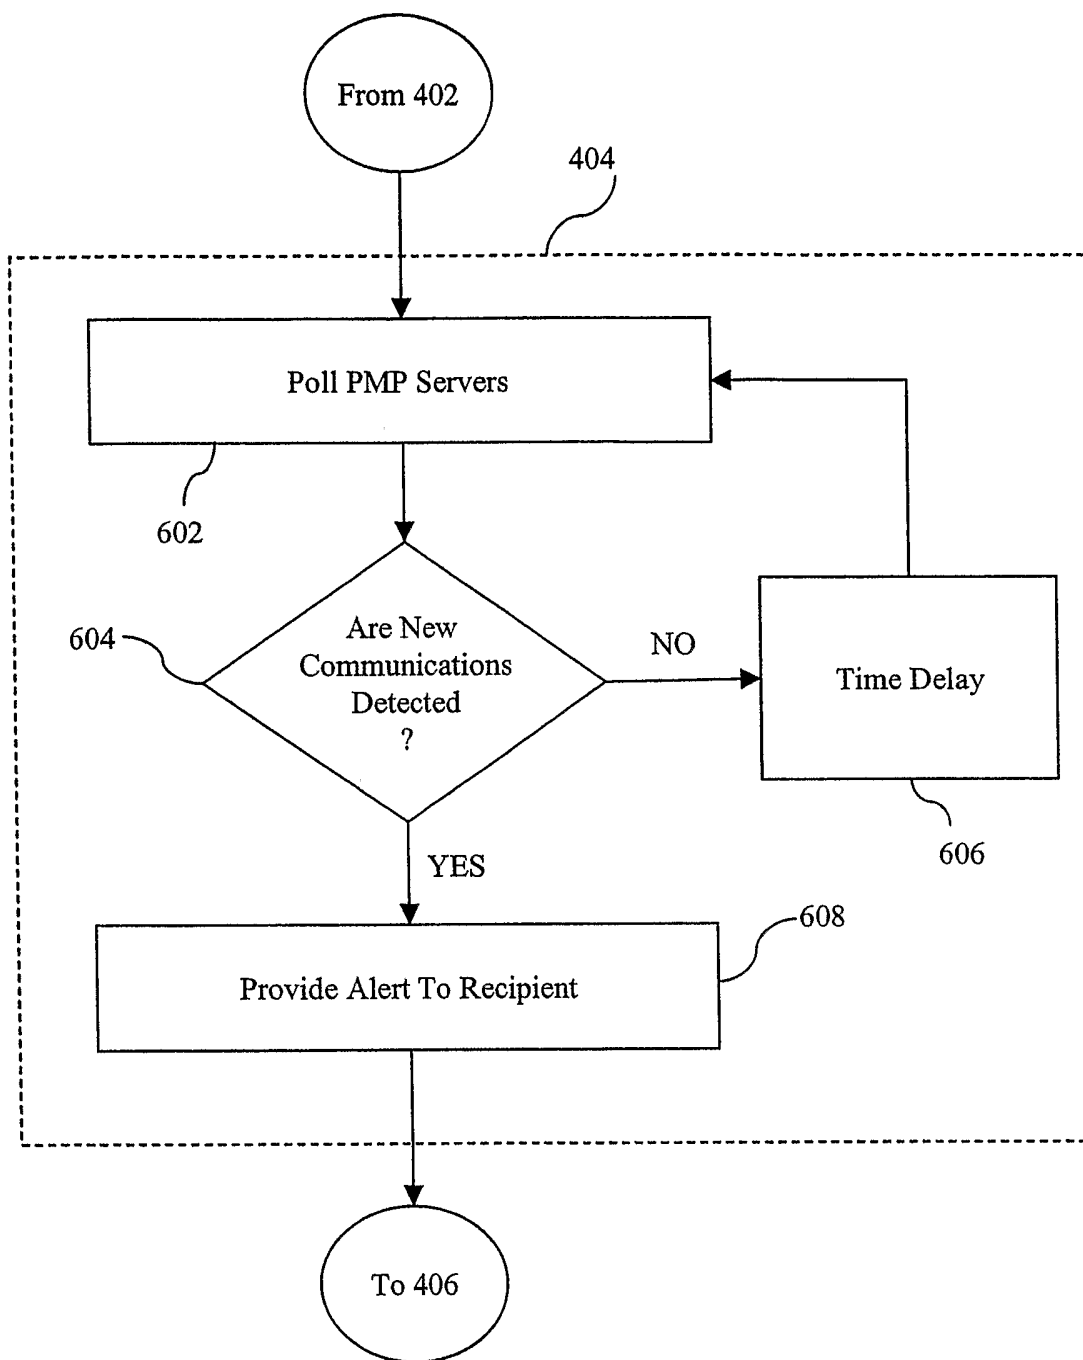 From 402
404
Poll PMP Servers
602
604
Are New
Communications
Detected
?
NO
Time Delay
606
YES
608
Provide Alert To Recipient
To 406